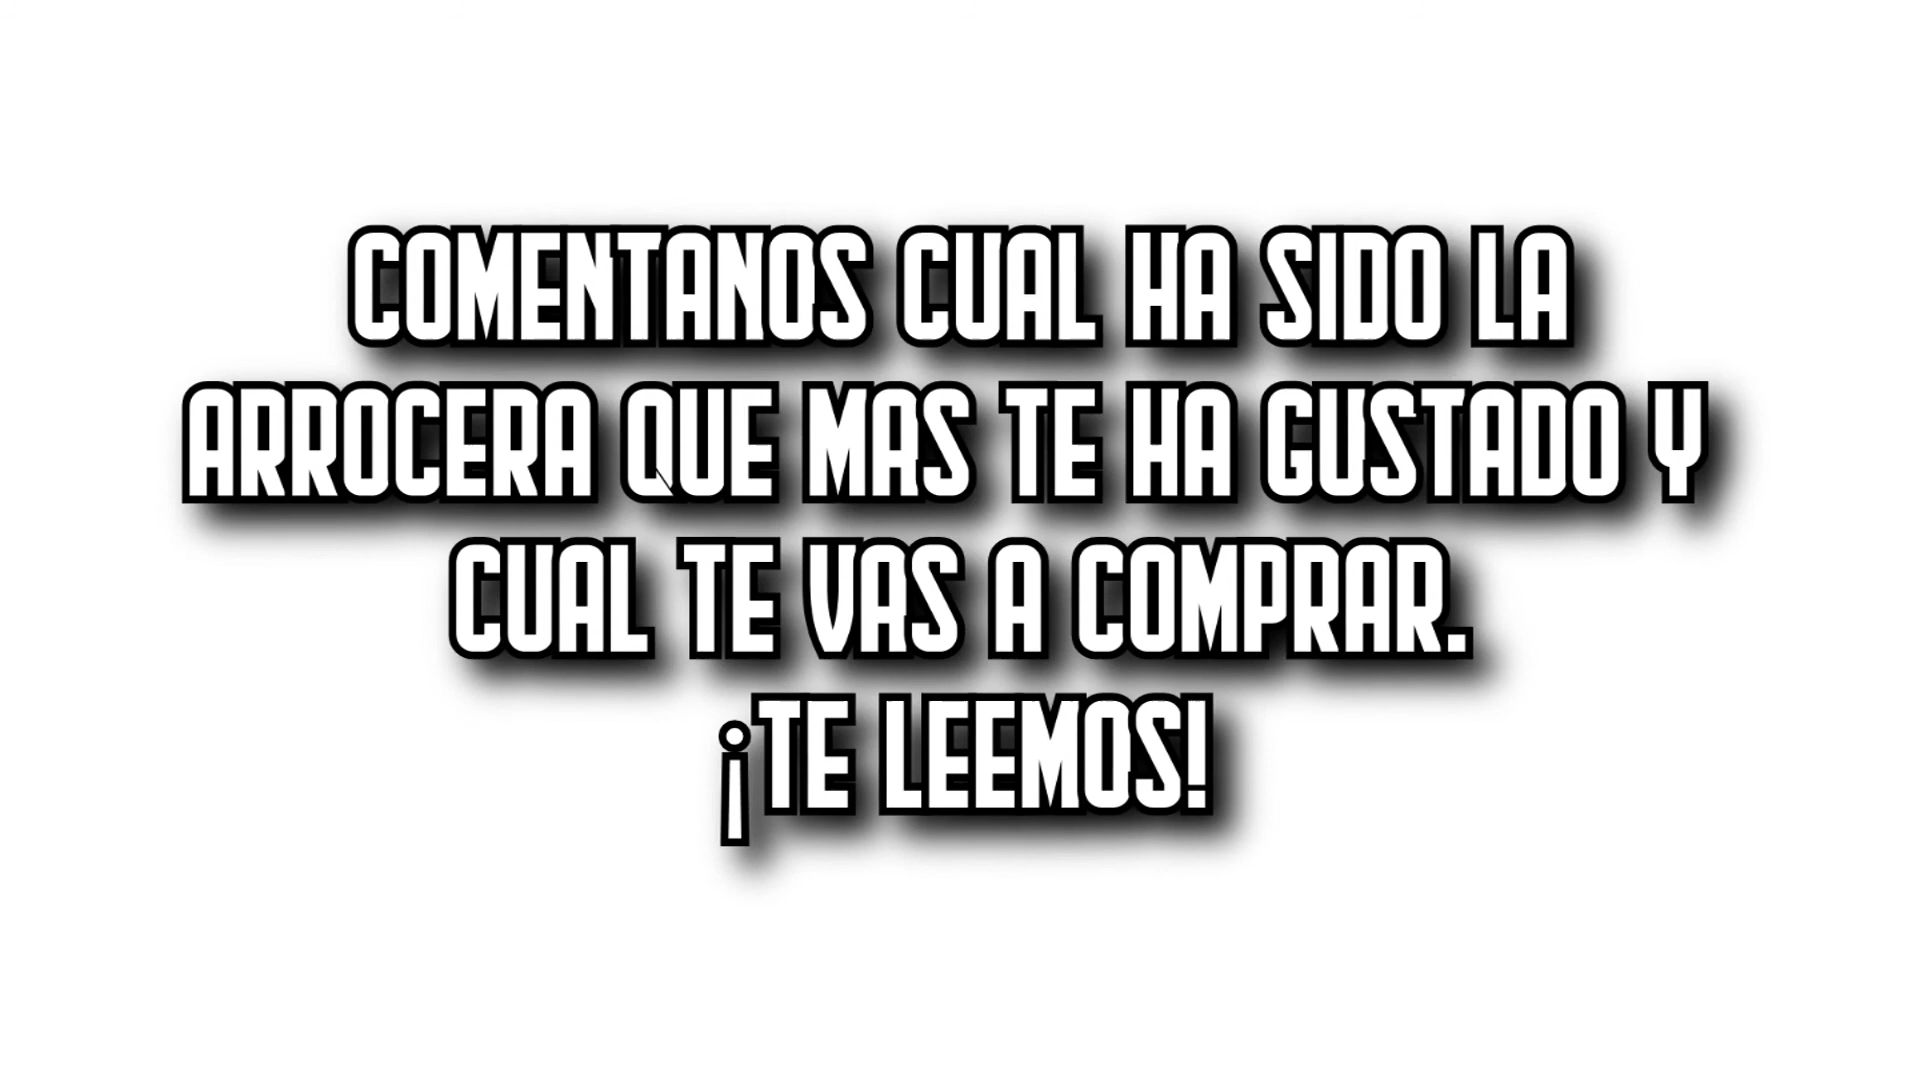 COMENTANOS CUAL HA SIDO LA
ARROCERA QUE MAS TE HA GUSTADO Y
CUAL TE VAS A COMPRAR.
¡TE LEEMOS!